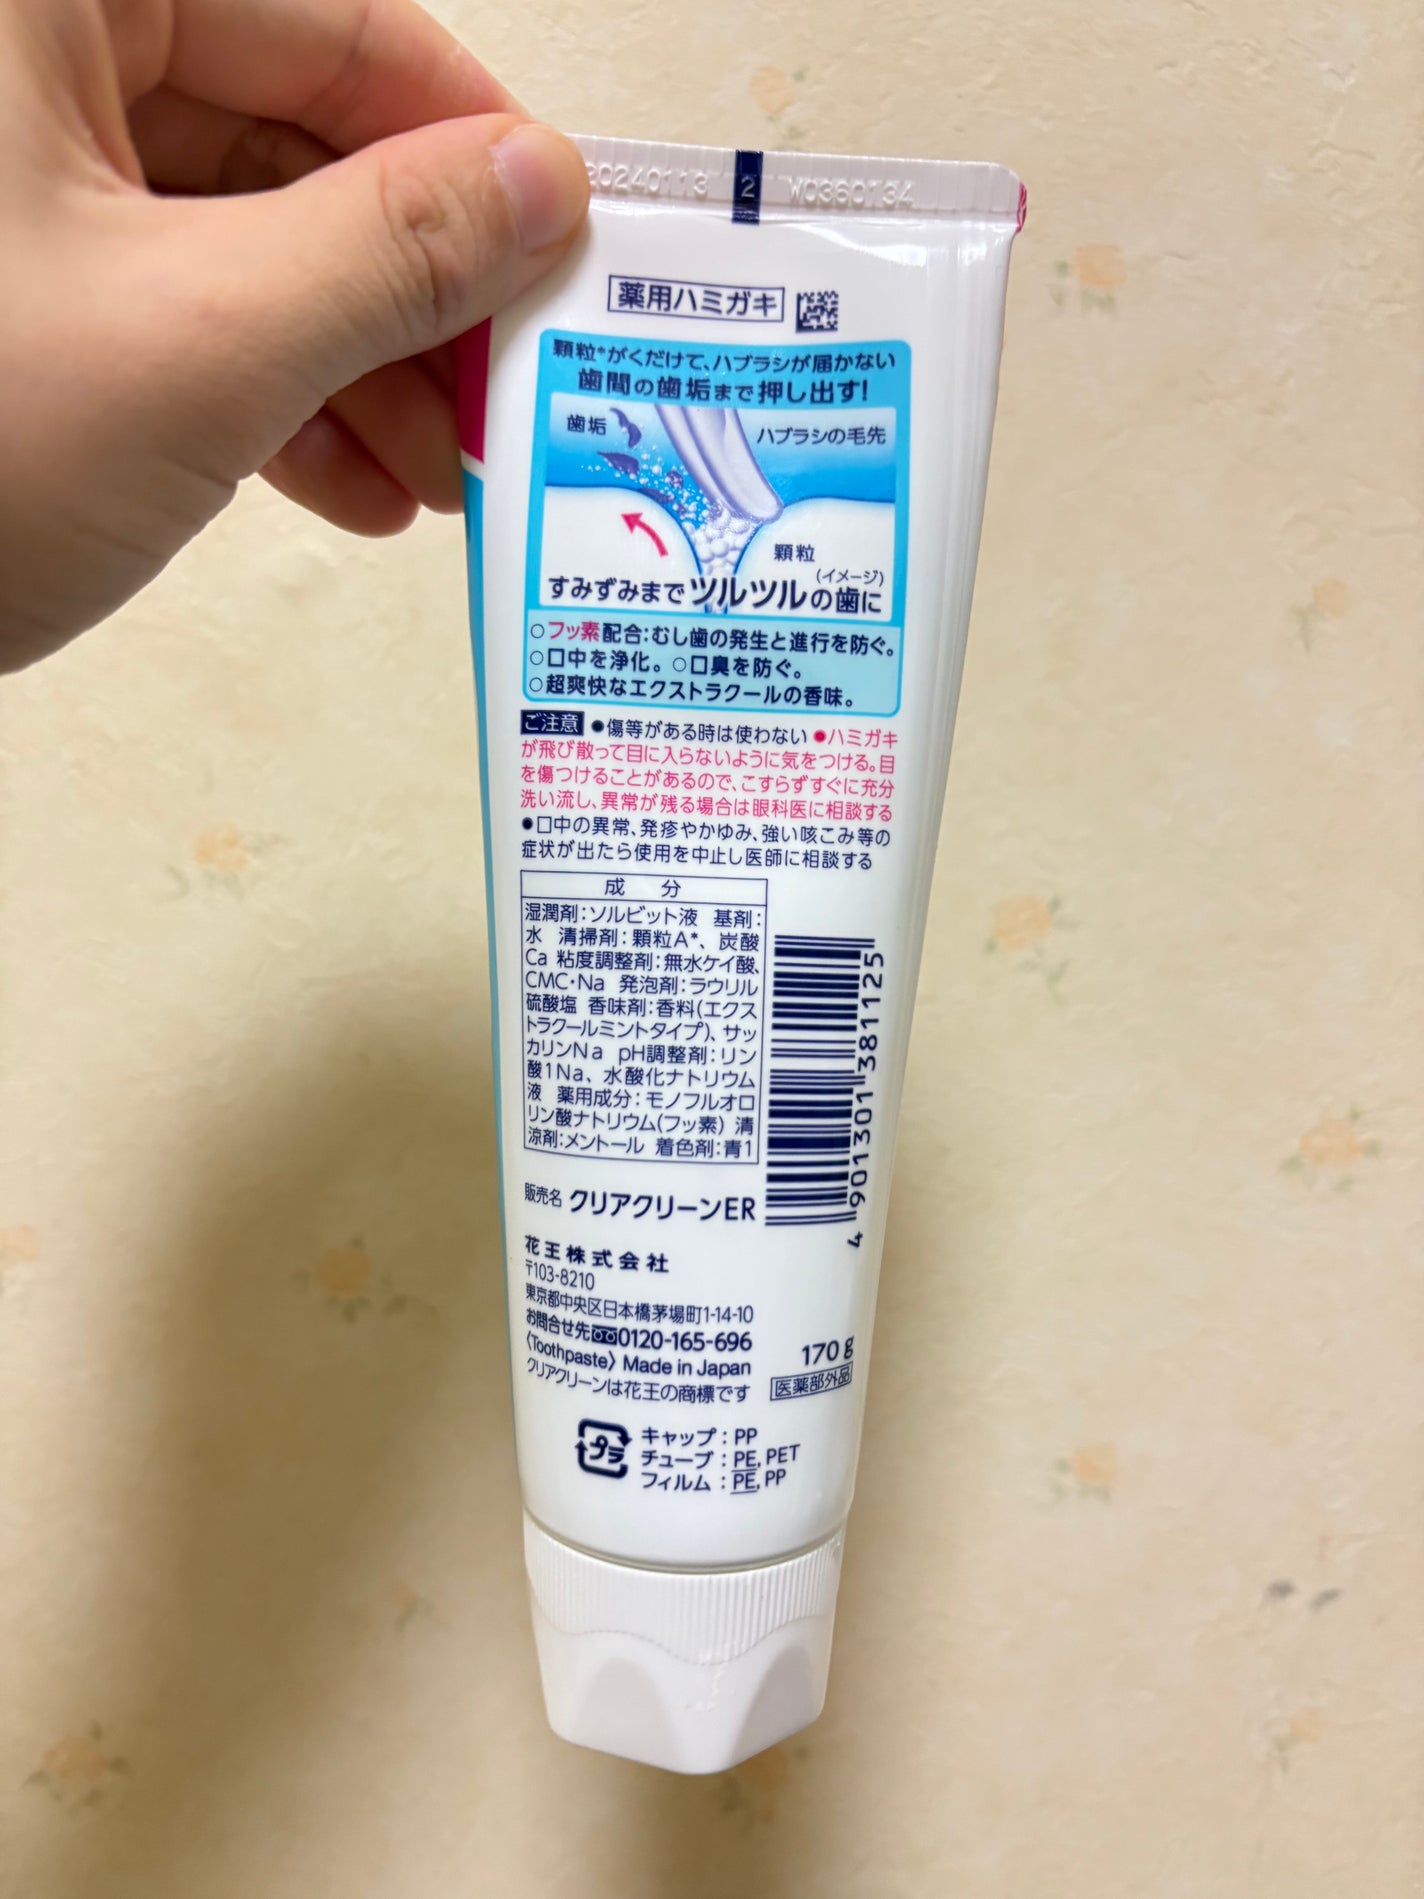 20240113 2 W0360134
薬用ハミガキ
顆粒*がくだけて、ハブラシが届かない
歯間の歯垢まで押し出す!
歯垢
ハブラシの毛先
顆粒
(イメージ)
すみずみまでツルツルの歯に
○フッ素配合:むし歯の発生と進行を防ぐ。
○口中を浄化。○口臭を防ぐ。
○超爽快なエクストラクールの香味。
ご注意 ●傷等がある時は使わない ●ハミガキ
が飛び散って目に入らないように気をつける。目
を傷つけることがあるので、こすらずすぐに充分
洗い流し、異常が残る場合は眼科医に相談する
●口中の異常、発疹やかゆみ、強い咳こみ等の
症状が出たら使用を中止し医師に相談する
成 分
湿潤剤:ソルビット液 基剤:
水 清掃剤:顆粒A*、炭酸
Ca 粘度調整剤:無水ケイ酸、
CMC・Na 発泡剤:ラウリル
硫酸塩 香味剤:香料(エクス
トラクールミントタイプ)、サッ
カリンNa pH調整剤:リン
酸1Na、水酸化ナトリウム
液 薬用成分:モノフルオロ
リン酸ナトリウム(フッ素) 清
涼剤:メントール 着色剤:青1
4 901301 381125
販売名 クリアクリーンER
花王株式会社
〒103-8210
東京都中央区日本橋茅場町1-14-10
お問合せ先 0120-165-696
〈Toothpaste〉 Made in Japan
クリアクリーンは花王の商標です
170g
医薬部外品
プラ
キャップ:PP
チューブ:PE, PET
フィルム:PE, PP